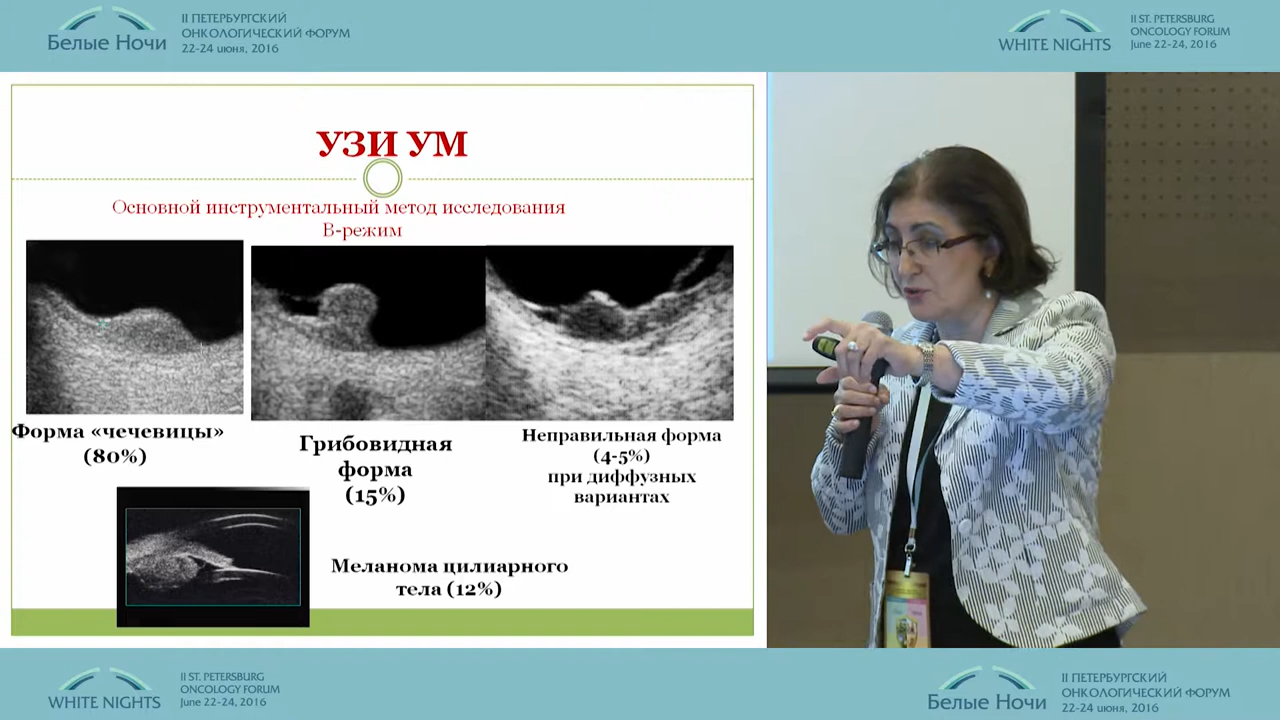 Белые Ночи
II ПЕТЕРБУРГСКИЙ
ОНКОЛОГИЧЕСКИЙ ФОРУМ
22-24 июня, 2016
WHITE NIGHTS
II ST. PETERSBURG
ONCOLOGY FORUM
June 22-24, 2016
УЗИ УМ
Основной инструментальный метод исследования
В-режим
Форма «чечевицы»
(80%)
Грибовидная
форма
(15%)
Неправильная форма
(4-5%)
при диффузных
вариантах
Меланома цилиарного
тела (12%)
WHITE NIGHTS
II ST. PETERSBURG
ONCOLOGY FORUM
June 22-24, 2016
Белые Ночи
II ПЕТЕРБУРГСКИЙ
ОНКОЛОГИЧЕСКИЙ ФОРУМ
22-24 июня, 2016